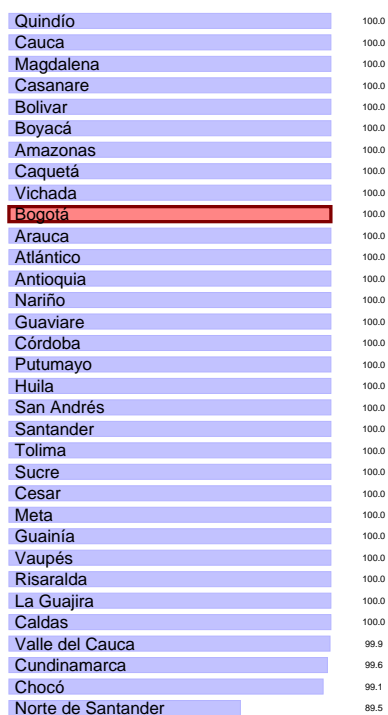 Quindío 100.0
Cauca 100.0
Magdalena 100.0
Casanare 100.0
Bolivar 100.0
Boyacá 100.0
Amazonas 100.0
Caquetá 100.0
Vichada 100.0
Bogotá 100.0
Arauca 100.0
Atlántico 100.0
Antioquia 100.0
Nariño 100.0
Guaviare 100.0
Córdoba 100.0
Putumayo 100.0
Huila 100.0
San Andrés 100.0
Santander 100.0
Tolima 100.0
Sucre 100.0
Cesar 100.0
Meta 100.0
Guainía 100.0
Vaupés 100.0
Risaralda 100.0
La Guajira 100.0
Caldas 100.0
Valle del Cauca 99.9
Cundinamarca 99.6
Chocó 99.1
Norte de Santander 89.5